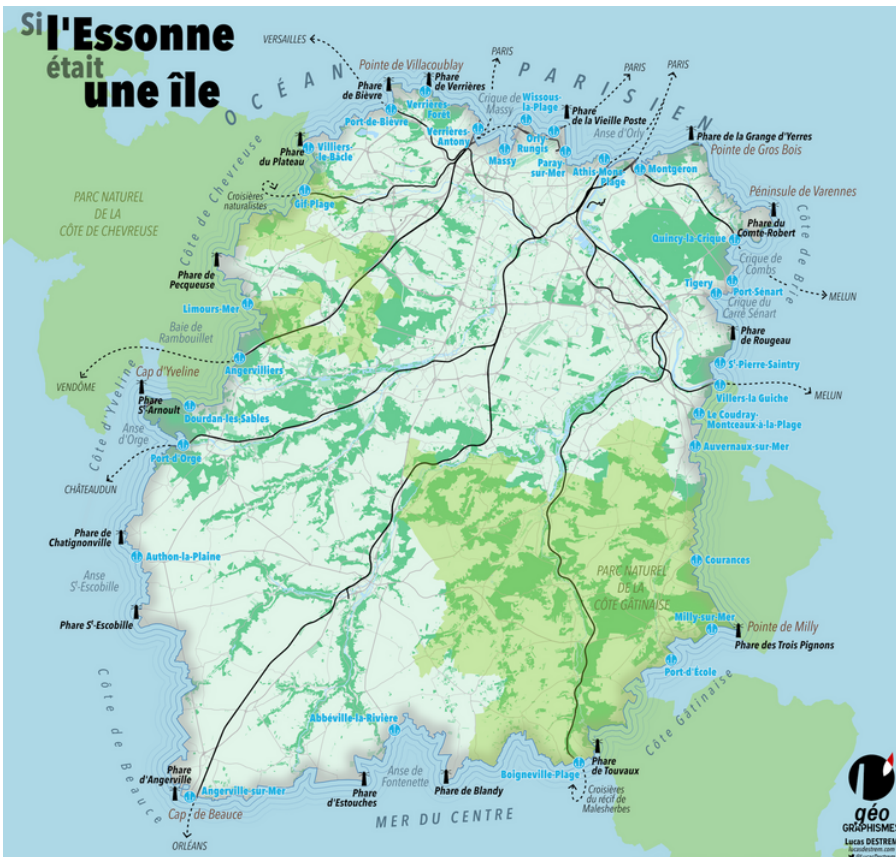 Si
l'Essonne
était
une île
OCÉAN PARISIEN
VERSAILLES
Pointe de Villacoublay
PARIS
PARIS
PARIS
Phare
de Bièvre
Phare
de Verrières
Verrières
Forêt
Port-de-Bièvre
Crique de
Massy
Wissous-
la-Plage
Phare
de la Vieille Poste
Anse d'Orly
Verrières
Antony
Massy
Orly
Rungis
Paray-
sur-Mer
Athis-Mons-
Plage
Phare de la Grange d'Yerres
Pointe de Gros Bois
Montgeron
Phare
du Plateau
Villiers-
le-Bâcle
Croisières
naturalistes
Gif-Plage
PARC NATUREL
DE LA
CÔTE DE CHEVREUSE
Côte de Chevreuse
Péninsule de Varennes
Phare du
Comte-Robert
Côte de Brie
Quincy-la-Crique
Crique de
Combs
MELUN
Phare de
Pecqueuse
Tigery
Port-Sénart
Crique du
Carré Sénart
Limours-Mer
Baie de
Rambouillet
Phare
de Rougeau
Angervilliers
VENDÔME
Cap d'Yveline
St-Pierre-Saintry
Villers-la Guiche
MELUN
Phare
St-Arnoult
Côte d'Yveline
Dourdan-les-Sables
Anse
d'Orge
Port-d'Orge
Le Coudray-
Montceaux-à-la-Plage
Auvernaux-sur-Mer
CHÂTEAUDUN
Phare de
Chatignonville
Authon-la-Plaine
Anse
St-Escobille
Phare St-Escobille
PARC NATUREL
DE LA
CÔTE GÂTINAISE
Courances
Milly-sur-Mer
Pointe de Milly
Phare des Trois Pignons
Port-d'École
Côte Gâtinaise
Côte de Beauce
Abbéville-la-Rivière
Phare
d'Angerville
Angerville-sur-Mer
Cap de Beauce
ORLÉANS
Phare
d'Estouches
Anse de
Fontenette
Phare de Blandy
Boigneville-Plage
Phare
de Touvaux
Croisières
du récif de
Malesherbes
MER DU CENTRE
géo
GRAPHISMES
Lucas DESTREM
lucasdestrem.com